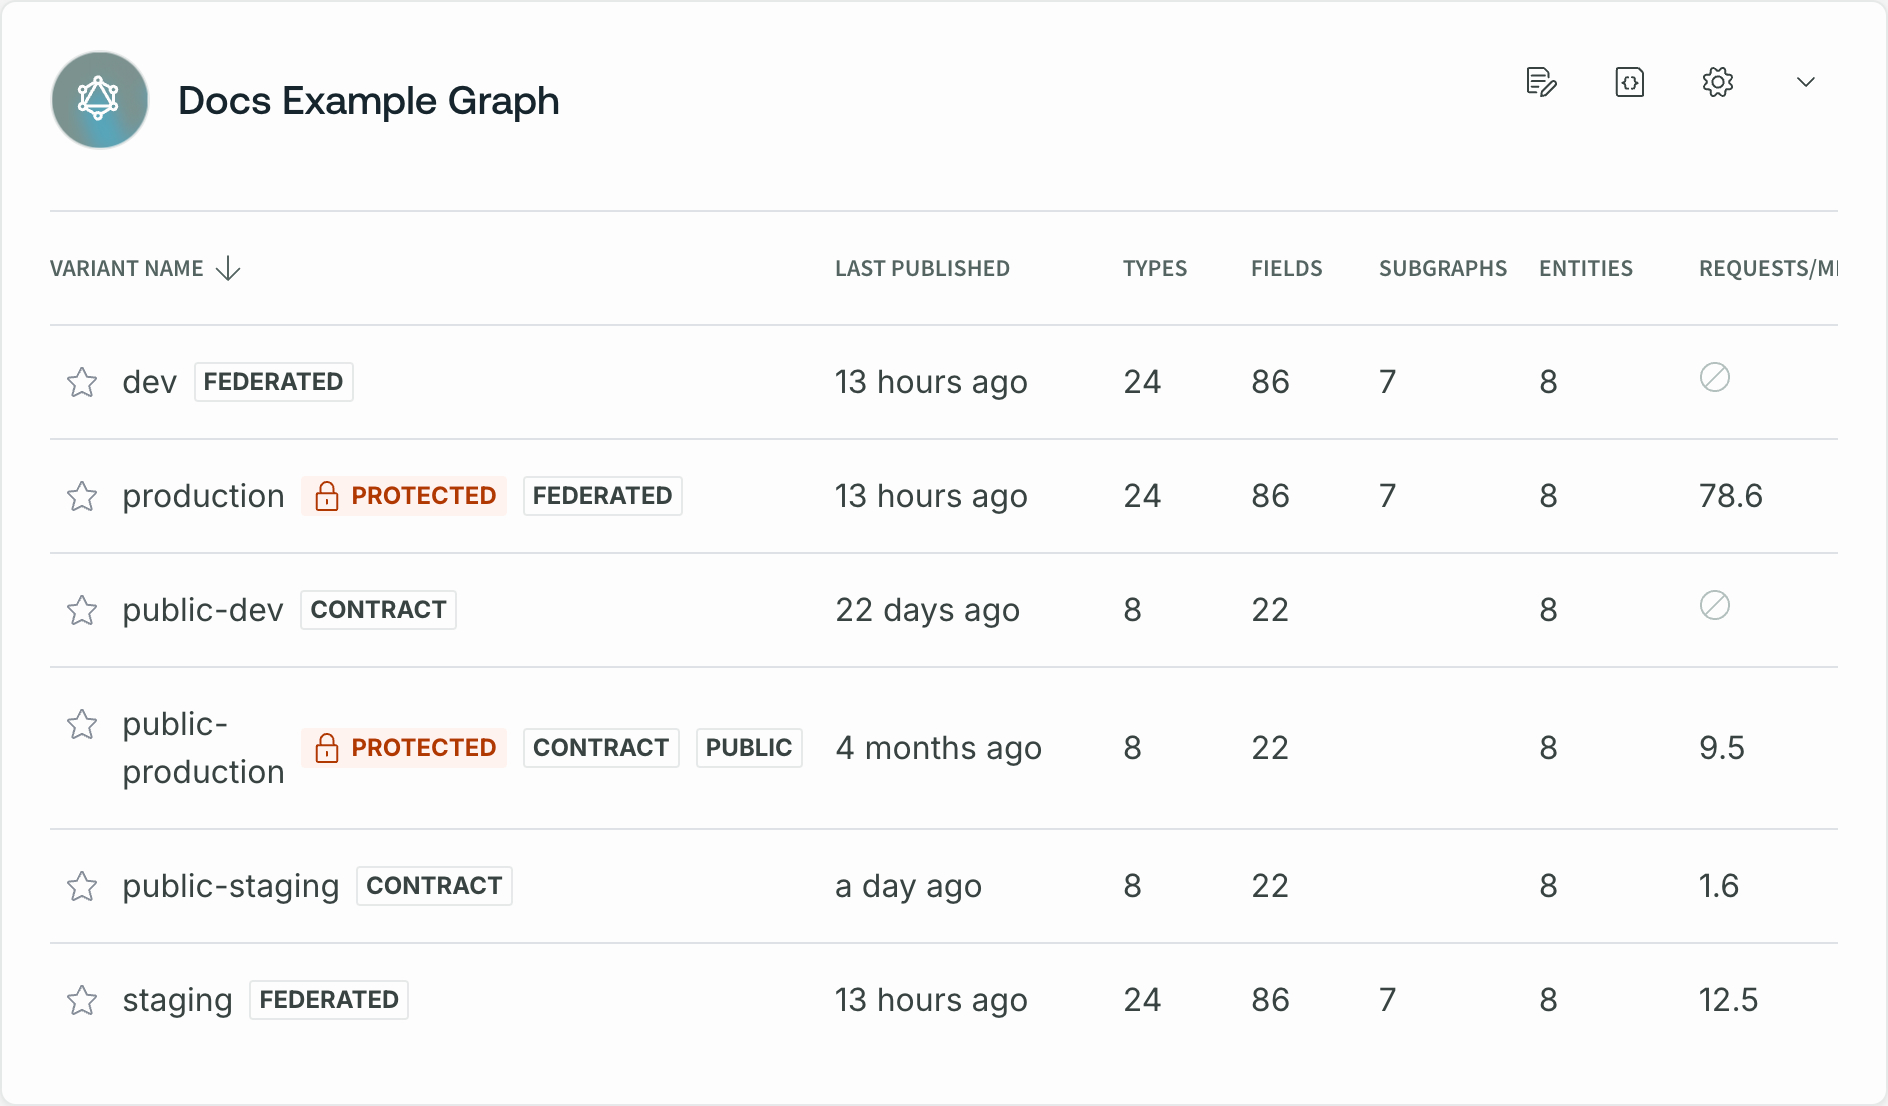 Docs Example Graph
VARIANT NAME LAST PUBLISHED TYPES FIELDS SUBGRAPHS ENTITIES REQUESTS/MI
dev FEDERATED 13 hours ago 24 86 7 8
production PROTECTED FEDERATED 13 hours ago 24 86 7 8 78.6
public-dev CONTRACT 22 days ago 8 22 8
public-
production PROTECTED CONTRACT PUBLIC 4 months ago 8 22 8 9.5
public-staging CONTRACT a day ago 8 22 8 1.6
staging FEDERATED 13 hours ago 24 86 7 8 12.5